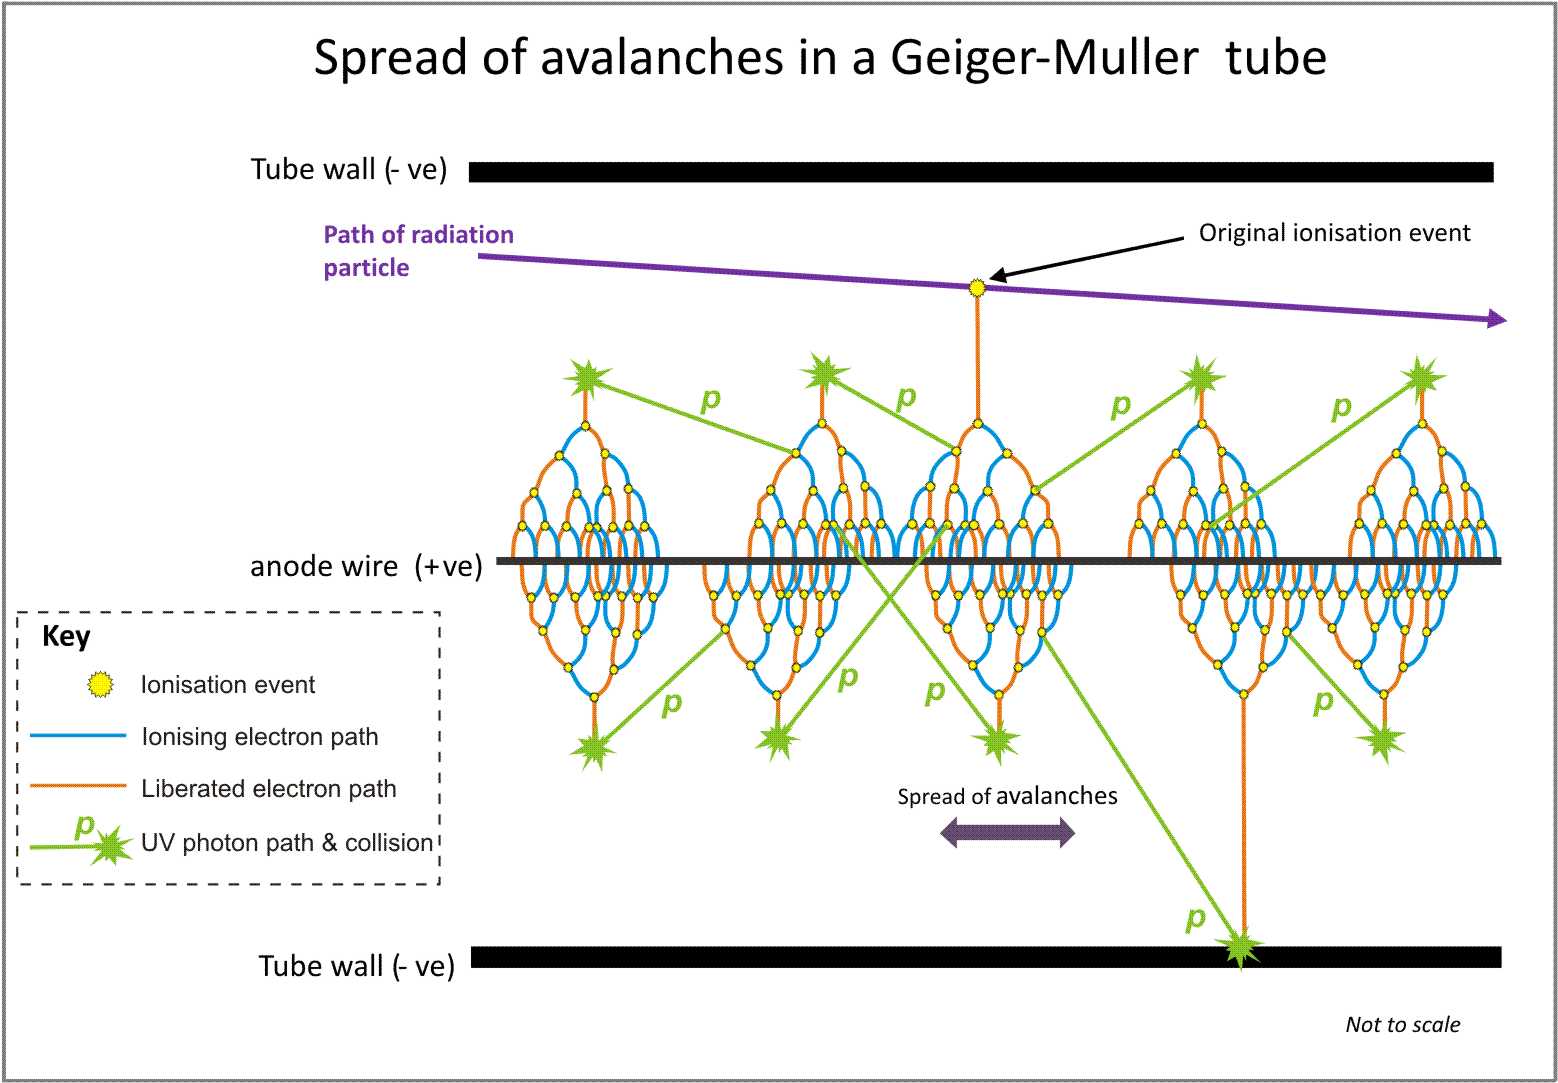 Spread of avalanches in a Geiger-Muller tube
Tube wall (- ve)
Path of radiation
particle
Original ionisation event
p
p
p
p
anode wire (+ve)
Key
Ionisation event
Ionising electron path
Liberated electron path
p
UV photon path & collision
p
p
p
p
Spread of avalanches
p
Tube wall (- ve)
Not to scale